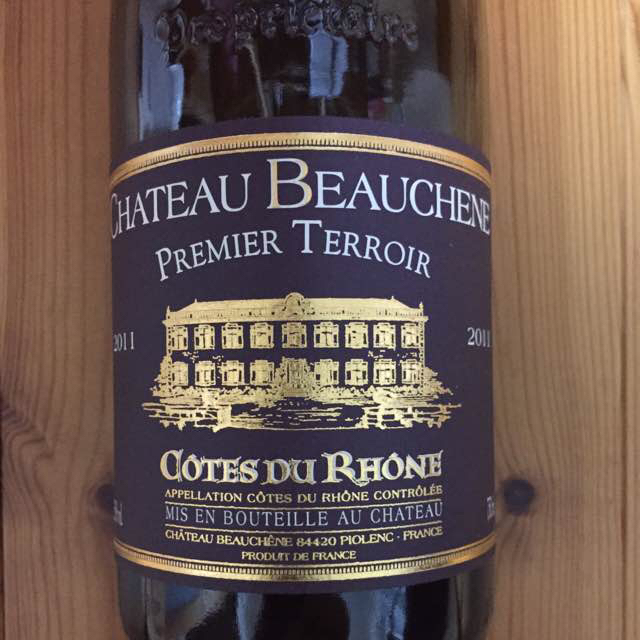 Propriétaire
CHATEAU BEAUCHENE
PREMIER TERROIR
2011 2011
CÔTES DU RHÔNE
APPELLATION CÔTES DU RHÔNE CONTRÔLÉE
MIS EN BOUTEILLE AU CHATEAU
CHÂTEAU BEAUCHÊNE 84420 PIOLENC - FRANCE
PRODUIT DE FRANCE